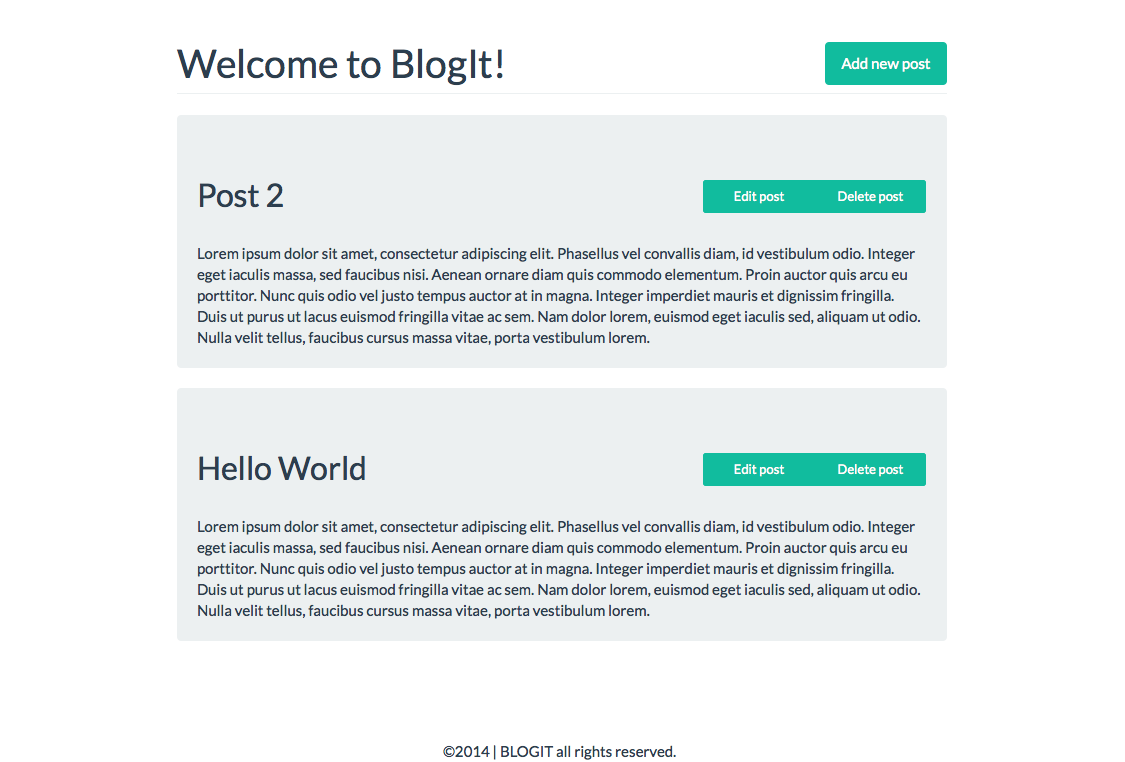 Welcome to BlogIt!
Add new post
Post 2
Edit post
Delete post
Lorem ipsum dolor sit amet, consectetur adipiscing elit. Phasellus vel convallis diam, id vestibulum odio. Integer
eget iaculis massa, sed faucibus nisi. Aenean ornare diam quis commodo elementum. Proin auctor quis arcu eu
porttitor. Nunc quis odio vel justo tempus auctor at in magna. Integer imperdiet mauris et dignissim fringilla.
Duis ut purus ut lacus euismod fringilla vitae ac sem. Nam dolor lorem, euismod eget iaculis sed, aliquam ut odio.
Nulla velit tellus, faucibus cursus massa vitae, porta vestibulum lorem.
Hello World
Edit post
Delete post
Lorem ipsum dolor sit amet, consectetur adipiscing elit. Phasellus vel convallis diam, id vestibulum odio. Integer
eget iaculis massa, sed faucibus nisi. Aenean ornare diam quis commodo elementum. Proin auctor quis arcu eu
porttitor. Nunc quis odio vel justo tempus auctor at in magna. Integer imperdiet mauris et dignissim fringilla.
Duis ut purus ut lacus euismod fringilla vitae ac sem. Nam dolor lorem, euismod eget iaculis sed, aliquam ut odio.
Nulla velit tellus, faucibus cursus massa vitae, porta vestibulum lorem.
©2014 | BLOGIT all rights reserved.